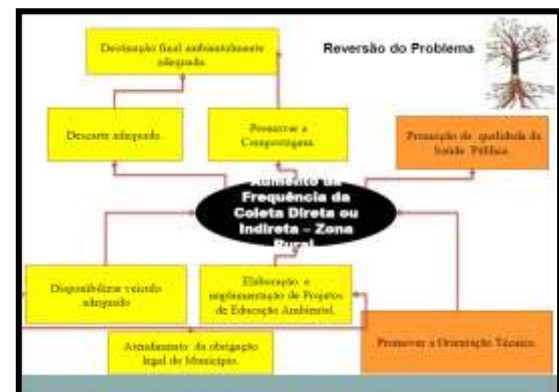 Reversão do Problema
Destinação final ambientalmente
adequada.
Descarte adequado.
Promover a
Compostagem.
Promoção de qualidade da
Saúde Pública.
Aumento da
Frequência da
Coleta Direta ou
Indireta – Zona
Rural
Disponibilizar veículo
adequado
Elaboração e
implementação de Projetos
de Educação Ambiental.
Atendimento da obrigação
legal do Município.
Promover a Orientação Técnica.